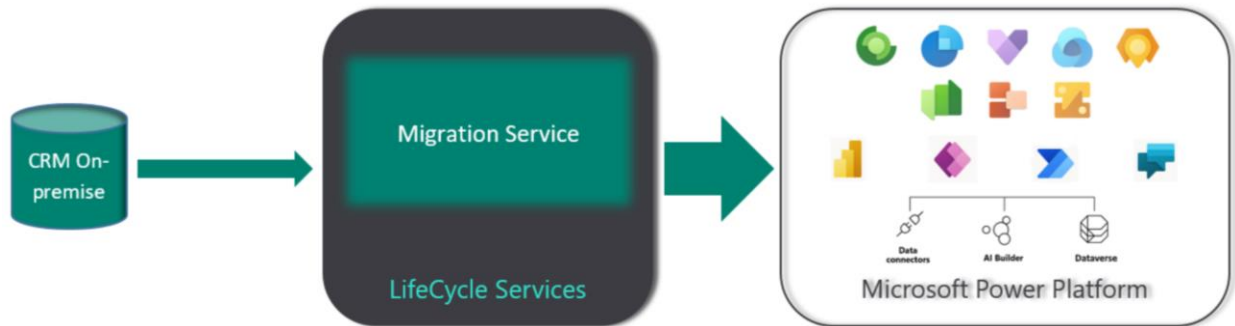 CRM On-
premise
Migration Service
LifeCycle Services
Data
connectors
AI Builder
Dataverse
Microsoft Power Platform